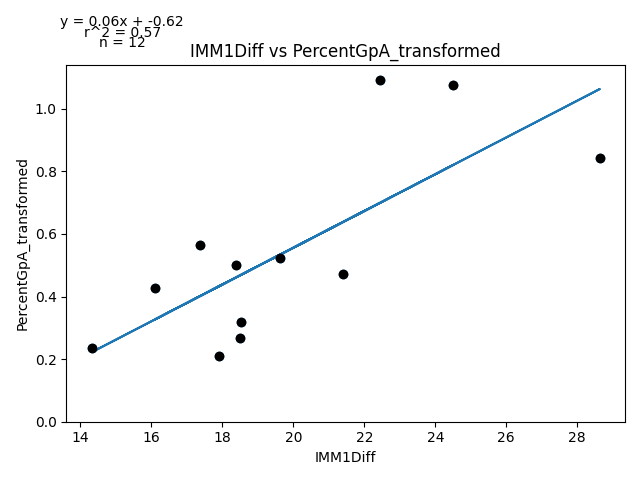 y = 0.06x + -0.62
r^2 = 0.57
n = 12
IMM1Diff vs PercentGpA_transformed
PercentGpA_transformed
1.0
0.8
0.6
0.4
0.2
0.0
14 16 18 20 22 24 26 28
IMM1Diff